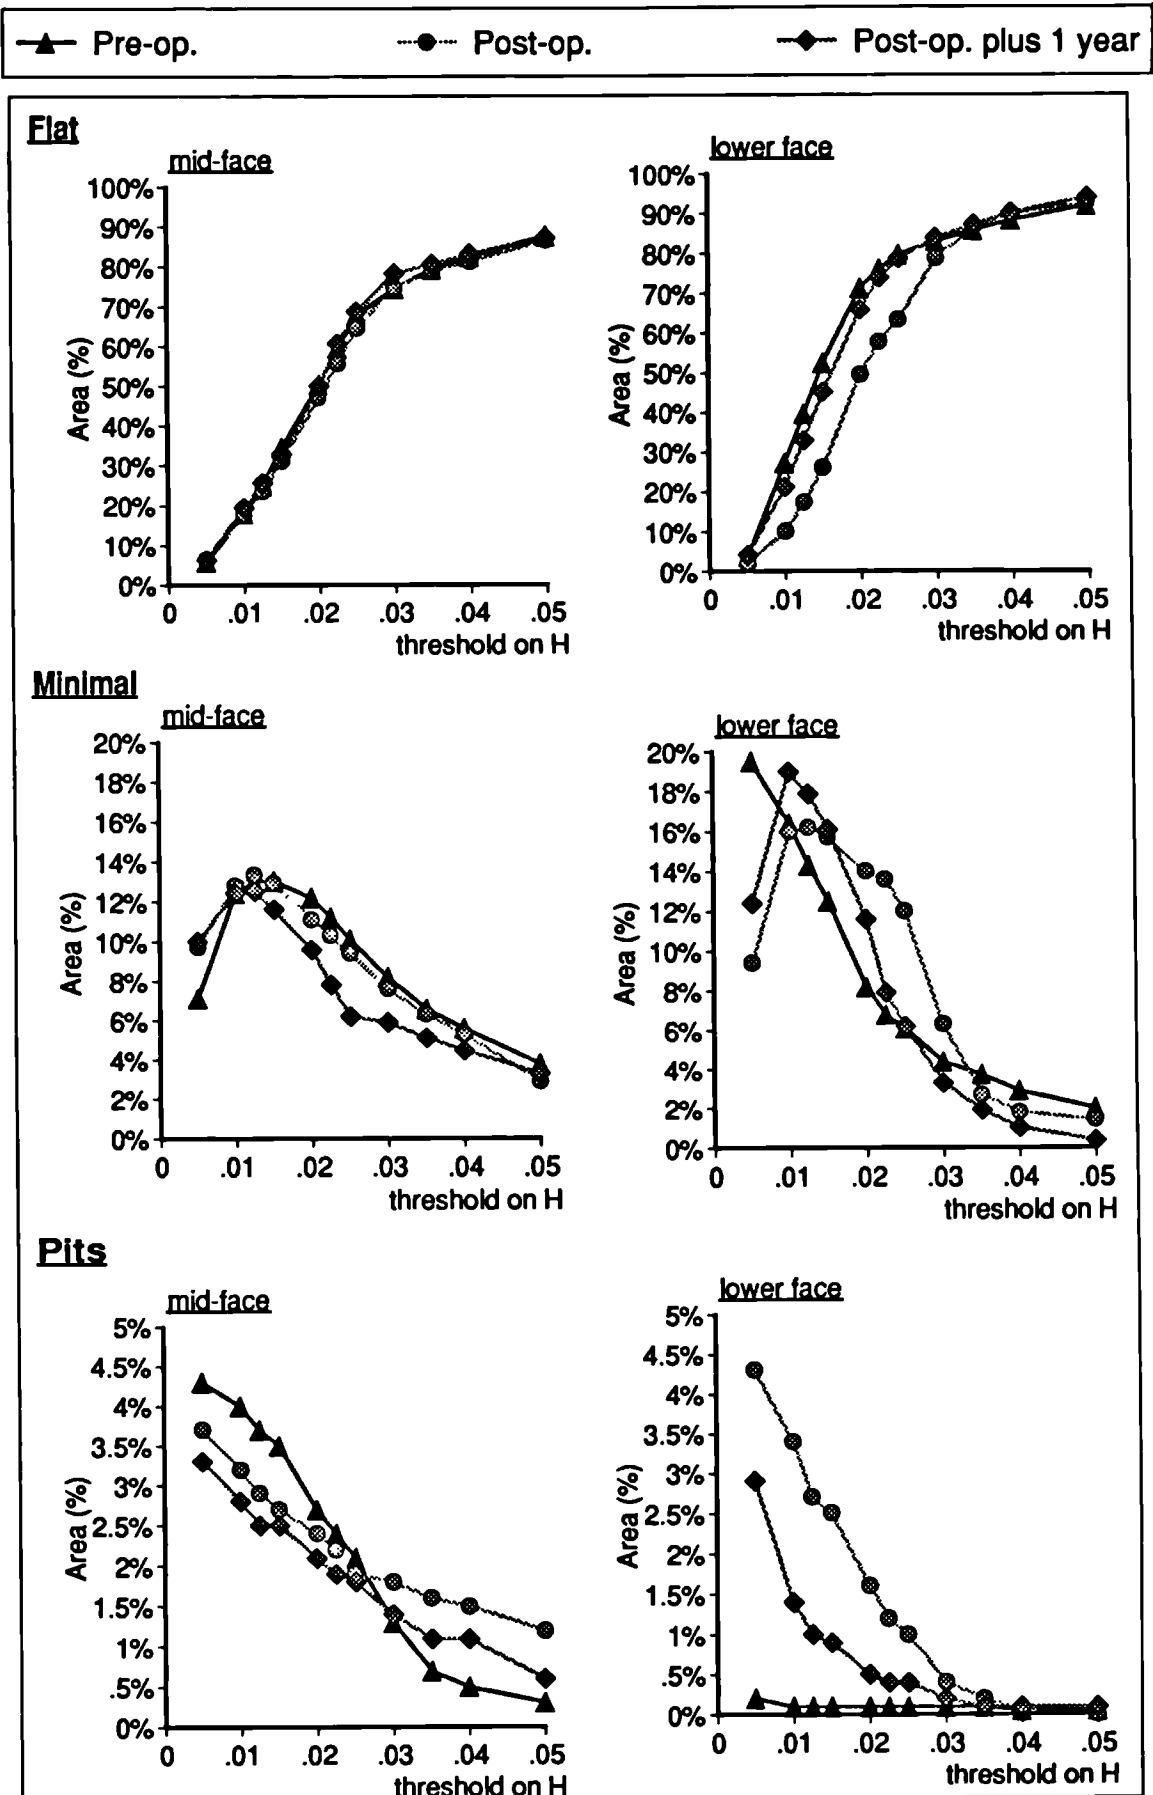 Pre-op. Post-op. Post-op. plus 1 year
Flat
mid-face
100%
90%
80%
70%
60%
50%
40%
30%
20%
10%
0%
Area (%)
0 .01 .02 .03 .04 .05
threshold on H
lower face
100%
90%
80%
70%
60%
50%
40%
30%
20%
10%
0%
Area (%)
0 .01 .02 .03 .04 .05
threshold on H
Minimal
mid-face
20%
18%
16%
14%
12%
10%
8%
6%
4%
2%
0%
Area (%)
0 .01 .02 .03 .04 .05
threshold on H
lower face
20%
18%
16%
14%
12%
10%
8%
6%
4%
2%
0%
Area (%)
0 .01 .02 .03 .04 .05
threshold on H
Pits
mid-face
5%
4.5%
4%
3.5%
3%
2.5%
2%
1.5%
1%
.5%
0%
Area (%)
0 .01 .02 .03 .04 .05
threshold on H
lower face
5%
4.5%
4%
3.5%
3%
2.5%
2%
1.5%
1%
.5%
0%
Area (%)
0 .01 .02 .03 .04 .05
threshold on H